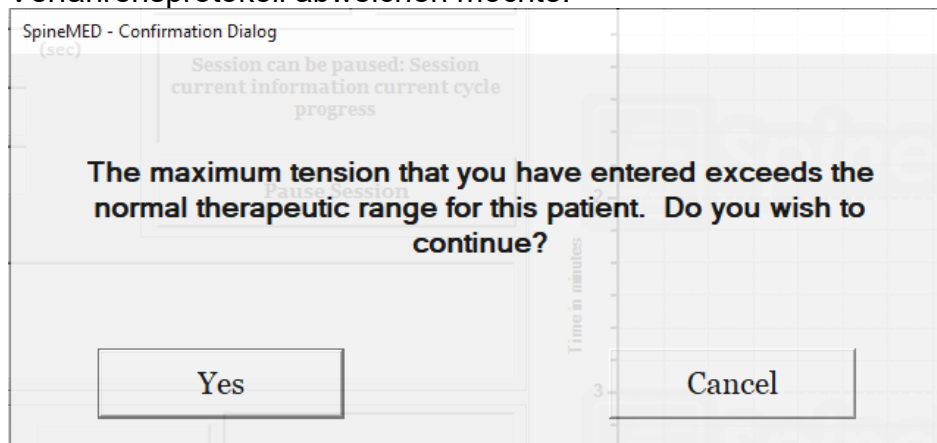 Verfahrensprotokoll abweichen möchte.
SpineMED - Confirmation Dialog
(sec)
Session can be paused: Session
current information current cycle
progress
The maximum tension that you have entered exceeds the
normal therapeutic range for this patient.  Do you wish to
continue?
Pause Session
2
Time in minutes
Yes
Cancel
3
Spine
Spine